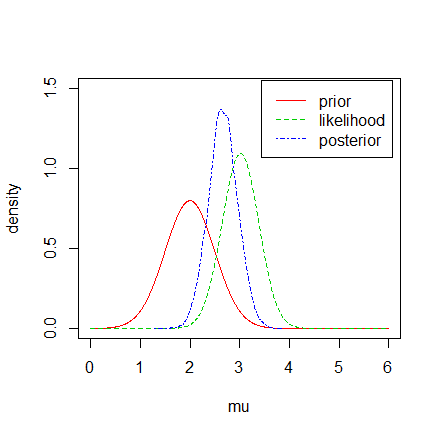 prior
likelihood
posterior
density
1.5
1.0
0.5
0.0
0 1 2 3 4 5 6
mu